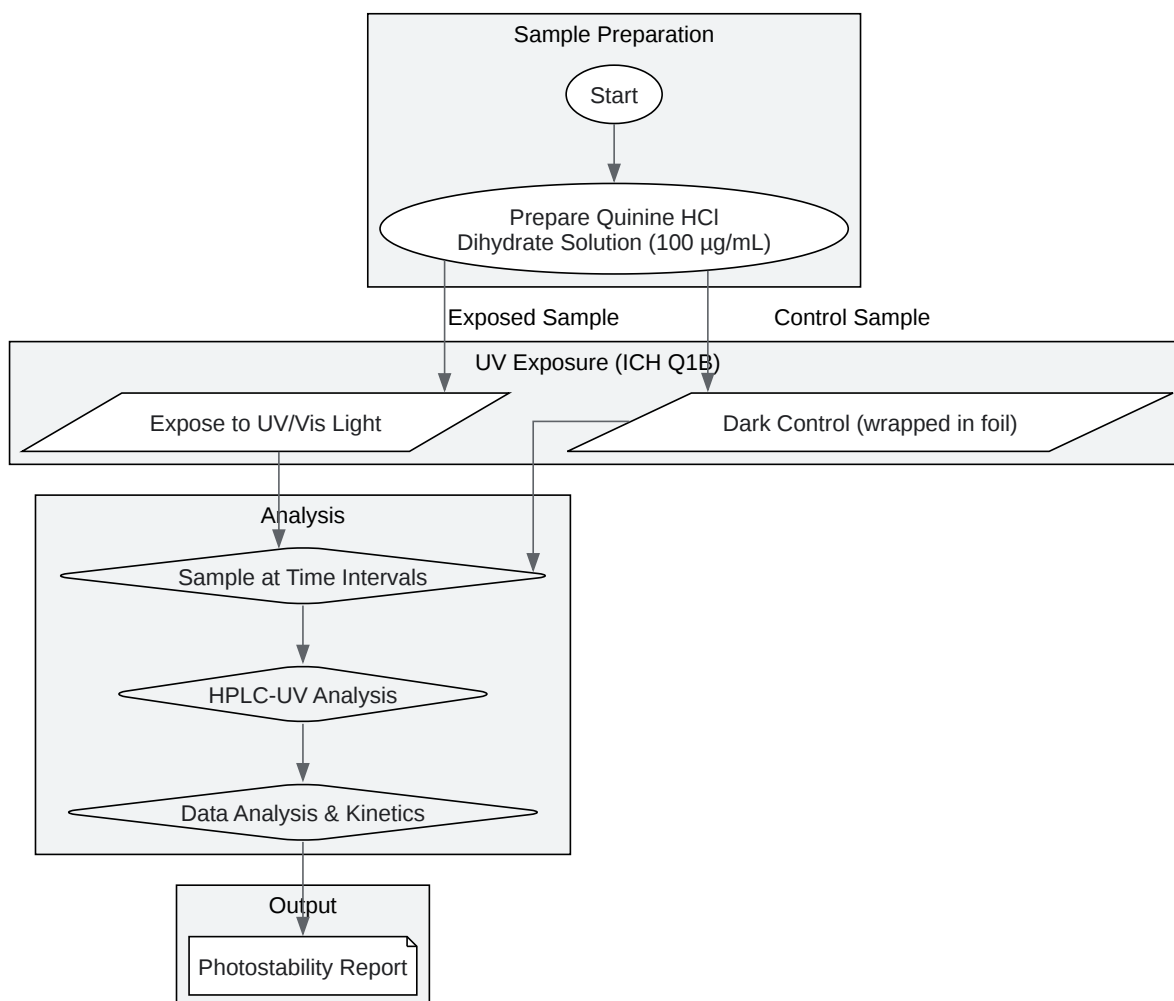 Sample Preparation
Start
Prepare Quinine HCl
Dihydrate Solution (100 µg/mL)
Exposed Sample
Control Sample
UV Exposure (ICH Q1B)
Expose to UV/Vis Light
Dark Control (wrapped in foil)
Analysis
Sample at Time Intervals
HPLC-UV Analysis
Data Analysis & Kinetics
Output
Photostability Report